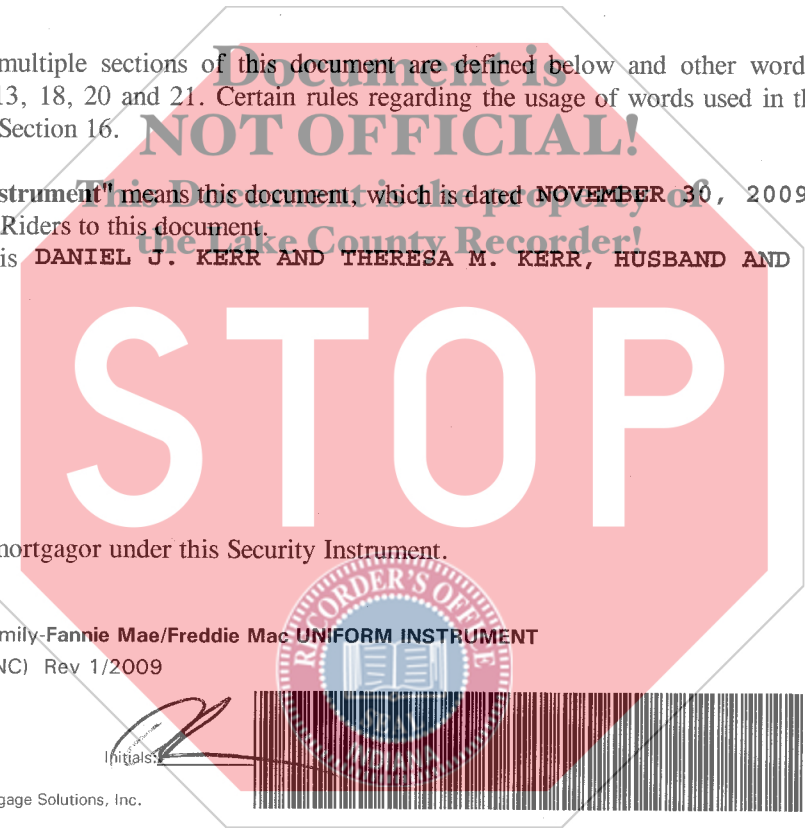 multiple sections of this document are defined below and other word
Document is
13, 18, 20 and 21. Certain rules regarding the usage of words used in th
Section 16.
NOT OFFICIAL!
strument" means this document, which is dated NOVEMBER 30, 2009
This Document is the property of
Riders to this document.
the Lake County Recorder!
is DANIEL J. KERR AND THERESA M. KERR, HUSBAND AND
STOP
mortgagor under this Security Instrument.
RECORDER'S OFFICE
mily-Fannie Mae/Freddie Mac UNIFORM INSTRUMENT
NC) Rev 1/2009
SEAL
INDIANA
Initials:
gage Solutions, Inc.